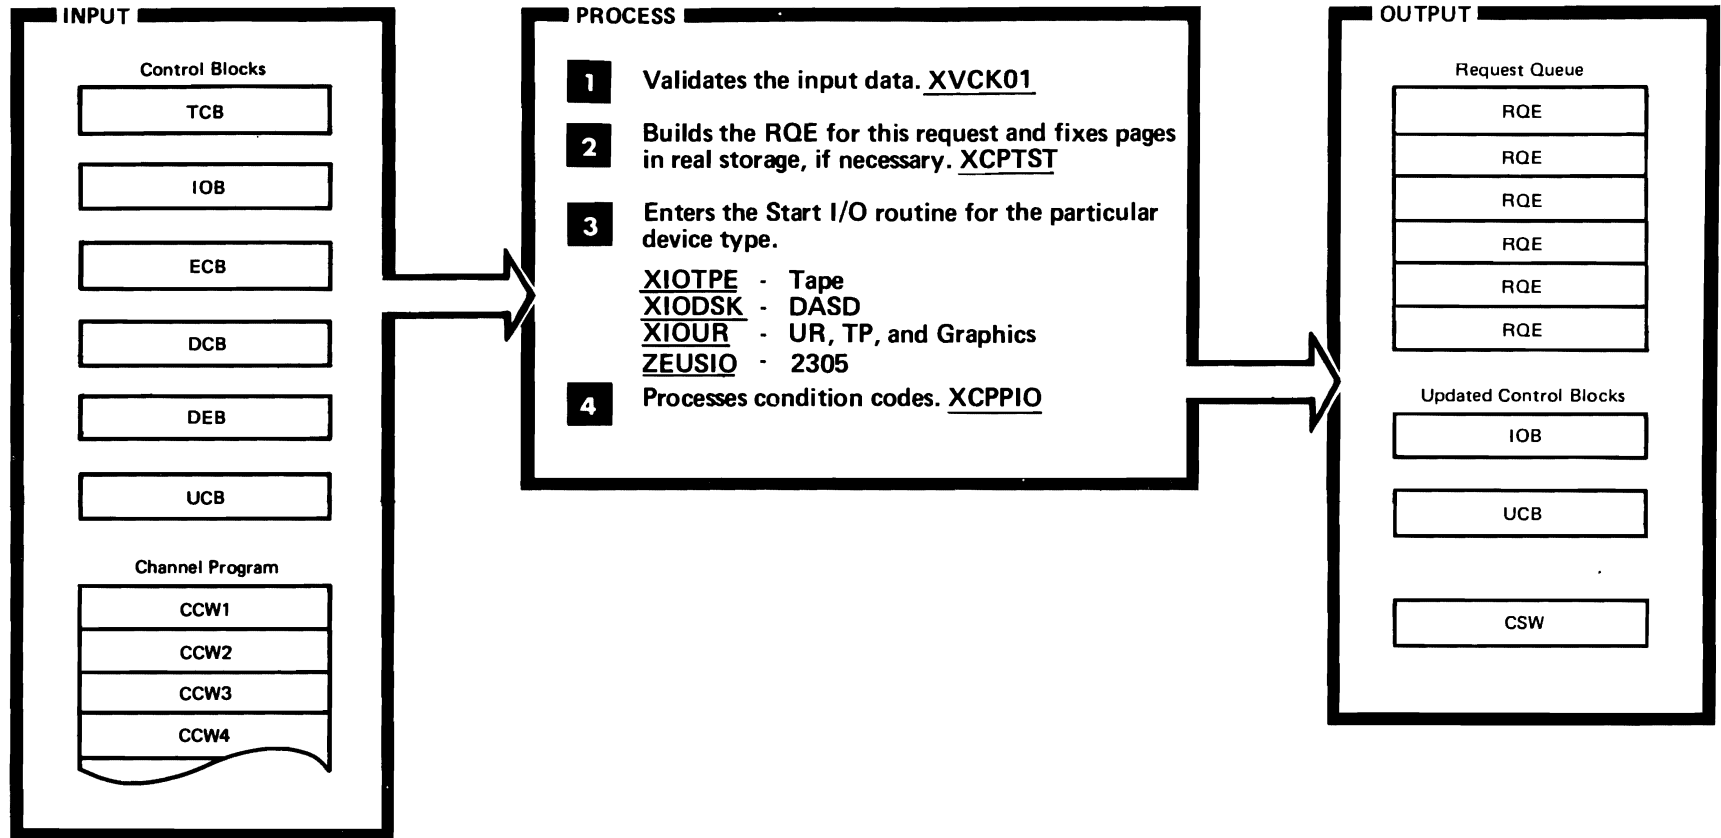 INPUT
Control Blocks
TCB
IOB
ECB
DCB
DEB
UCB
Channel Program
CCW1
CCW2
CCW3
CCW4
PROCESS
1 Validates the input data. XVCK01
2 Builds the RQE for this request and fixes pages
in real storage, if necessary. XCPTST
3 Enters the Start I/O routine for the particular
device type.
XIOTPE - Tape
XIODSK - DASD
XIOUR - UR, TP, and Graphics
ZEUSIO - 2305
4 Processes condition codes. XCPPIO
OUTPUT
Request Queue
RQE
RQE
RQE
RQE
RQE
RQE
Updated Control Blocks
IOB
UCB
CSW